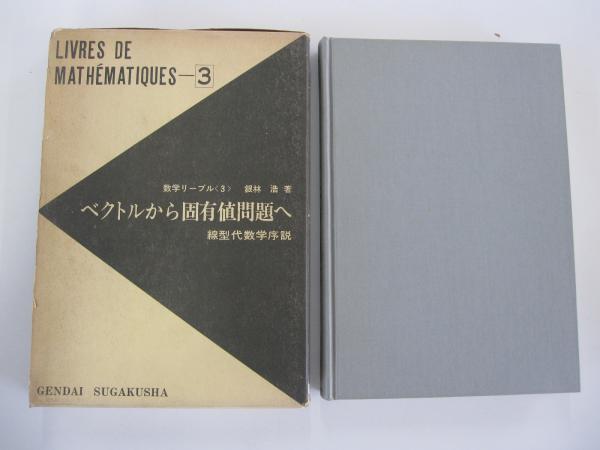 LIVRES DE
MATHÉMATIQUES—3
数学リーブル〈3〉 銀林 浩 著
ベクトルから固有値問題へ
線型代数学序説
GENDAI SUGAKUSHA